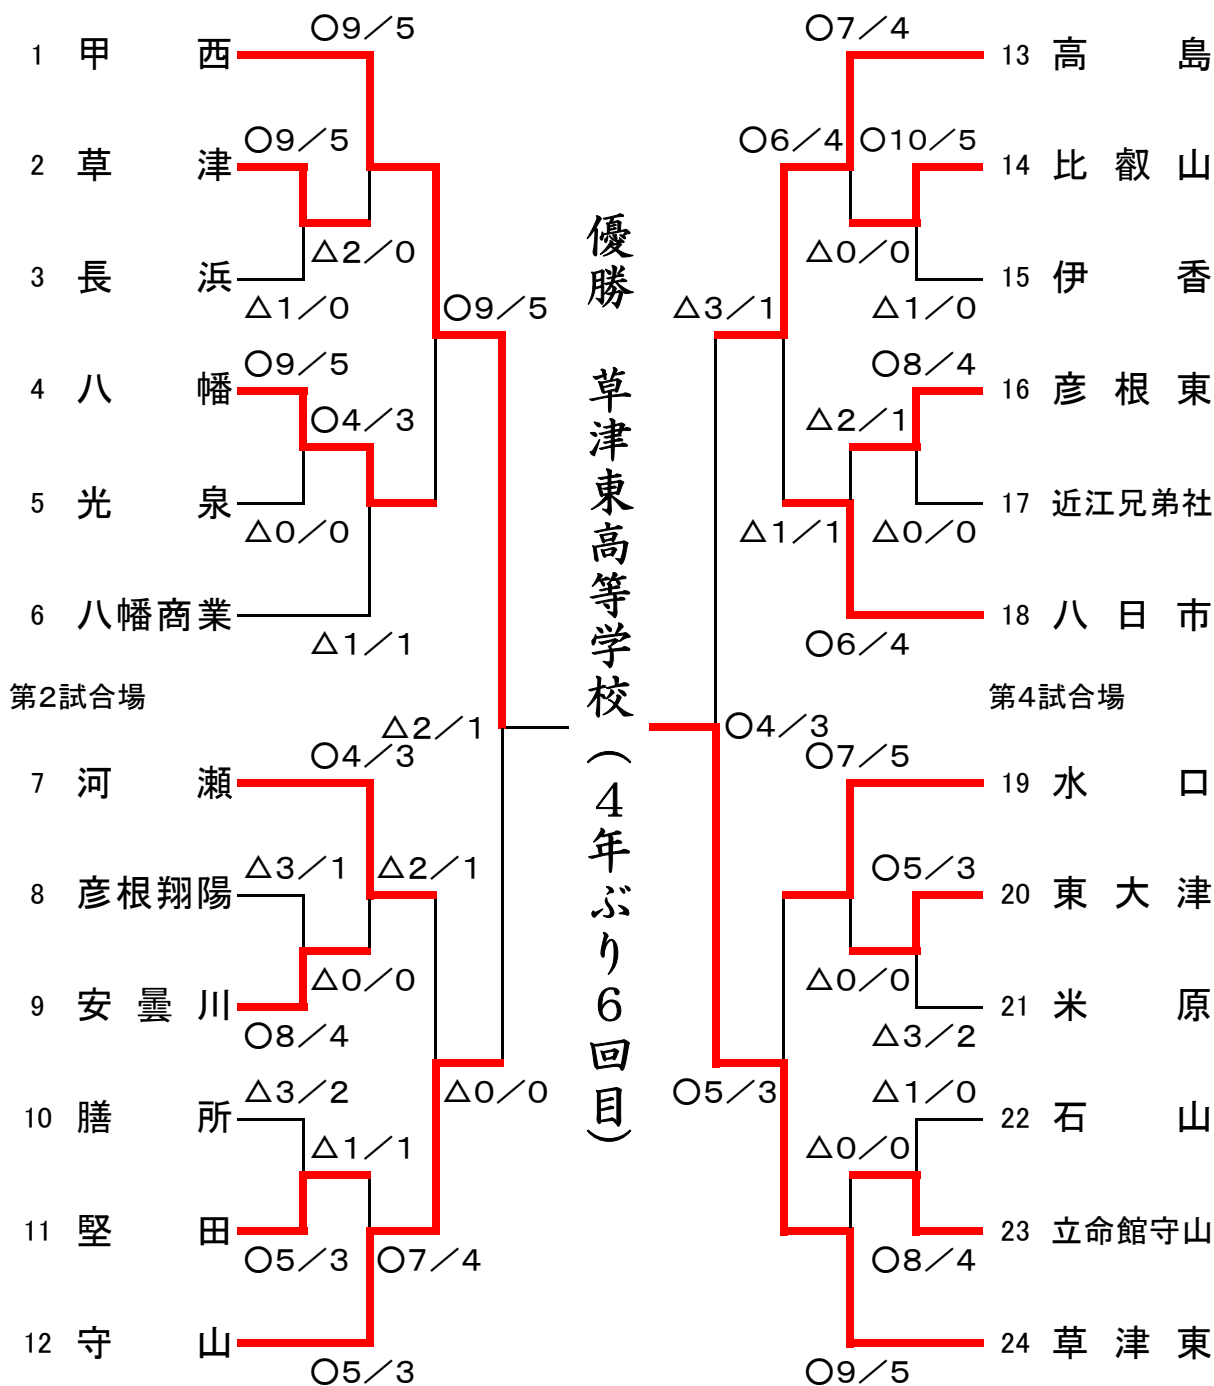 ○9／5
1 甲西
○9／5
2 草津
△2／0
3 長浜
△1／0
○9／5
○9／5
4 八幡
○4／3
5 光泉
△0／0
6 八幡商業
△1／1
第2試合場
△2／1
○4／3
7 河瀬
△3／1
△2／1
8 彦根翔陽
△0／0
9 安曇川
○8／4
△3／2
△0／0
10 膳所
△1／1
11 堅田
○5／3
○7／4
12 守山
○5／3
優勝 草津東高等学校（4年ぶり6回目）
○7／4
13 高島
○6／4
○10／5
14 比叡山
△0／0
15 伊香
△3／1
△1／0
○8／4
16 彦根東
△2／1
17 近江兄弟社
△1／1
△0／0
18 八日市
○6／4
第4試合場
○4／3
○7／5
19 水口
○5／3
20 東大津
△0／0
21 米原
△3／2
○5／3
△1／0
22 石山
△0／0
23 立命館守山
○8／4
24 草津東
○9／5